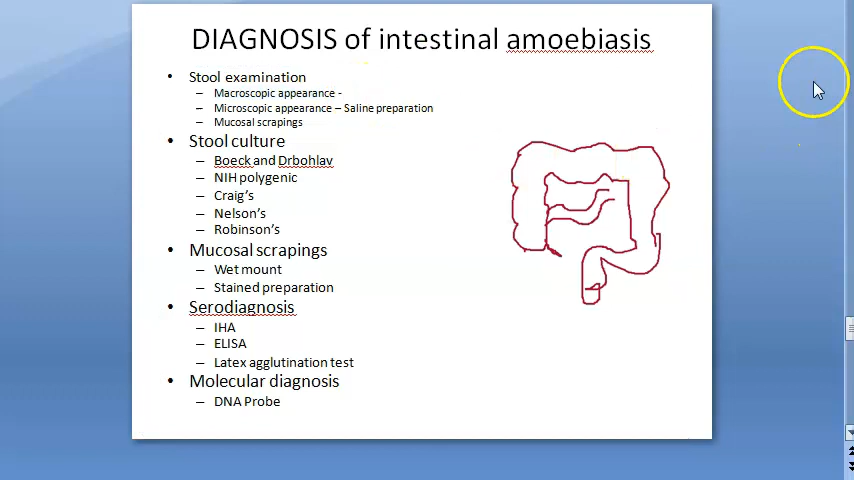 DIAGNOSIS of intestinal amoebiasis
• Stool examination
– Macroscopic appearance -
– Microscopic appearance – Saline preparation
– Mucosal scrapings
• Stool culture
– Boeck and Drbohlav
– NIH polygenic
– Craig's
– Nelson's
– Robinson's
• Mucosal scrapings
– Wet mount
– Stained preparation
• Serodiagnosis
– IHA
– ELISA
– Latex agglutination test
• Molecular diagnosis
– DNA Probe